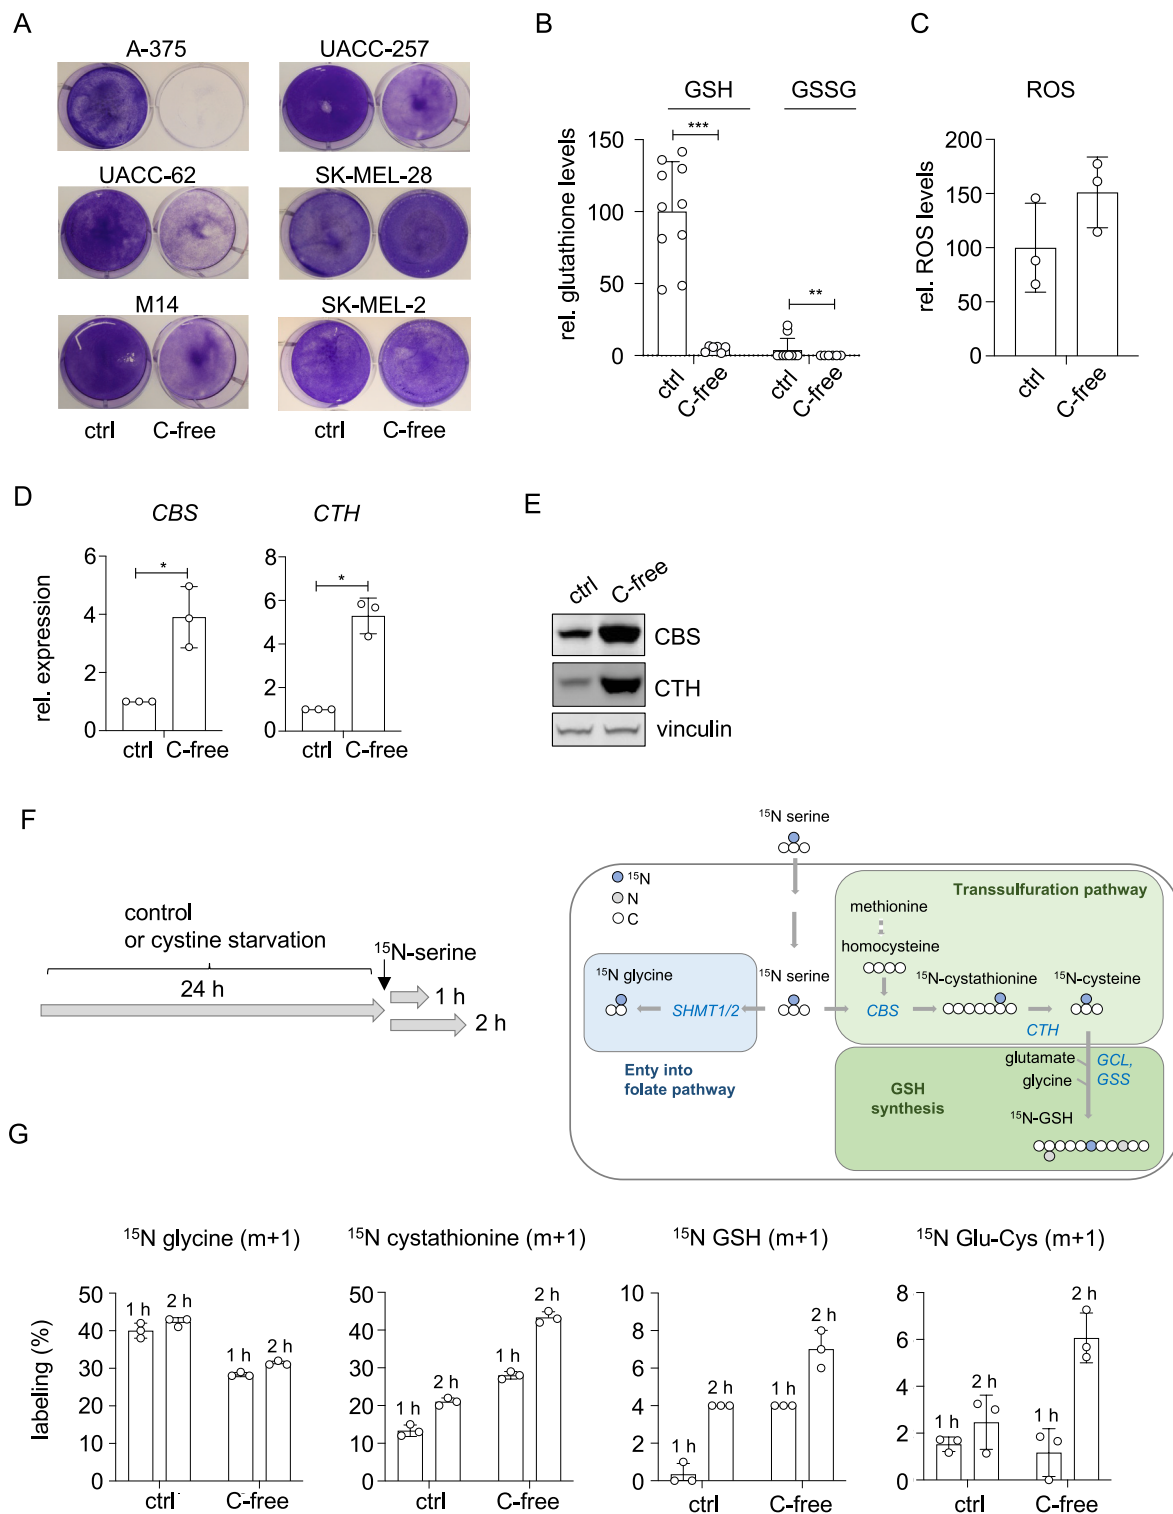 A
A-375
UACC-257
UACC-62
SK-MEL-28
M14
SK-MEL-2
ctrl
C-free
ctrl
C-free
B
GSH
GSSG
rel. glutathione levels
150
100
50
0
***
**
ctrl
C-free
ctrl
C-free
C
ROS
rel. ROS levels
200
150
100
50
0
ctrl
C-free
D
CBS
rel. expression
6
4
2
0
*
ctrl
C-free
CTH
8
6
4
2
0
*
ctrl
C-free
E
ctrl
C-free
CBS
CTH
vinculin
F
control
or cystine starvation
24 h
¹⁵N-serine
1 h
2 h
¹⁵N serine
¹⁵N
N
C
Transsulfuration pathway
methionine
homocysteine
¹⁵N glycine
¹⁵N serine
¹⁵N-cystathionine
¹⁵N-cysteine
SHMT1/2
CBS
CTH
Enty into
folate pathway
glutamate
glycine
GCL,
GSS
GSH
synthesis
¹⁵N-GSH
G
¹⁵N glycine (m+1)
labeling (%)
50
40
30
20
10
0
1 h
2 h
1 h
2 h
ctrl
C-free
¹⁵N cystathionine (m+1)
50
40
30
20
10
0
1 h
2 h
1 h
2 h
ctrl
C-free
¹⁵N GSH (m+1)
10
8
6
4
2
0
1 h
2 h
1 h
2 h
ctrl
C-free
¹⁵N Glu-Cys (m+1)
8
6
4
2
0
1 h
2 h
1 h
2 h
ctrl
C-free